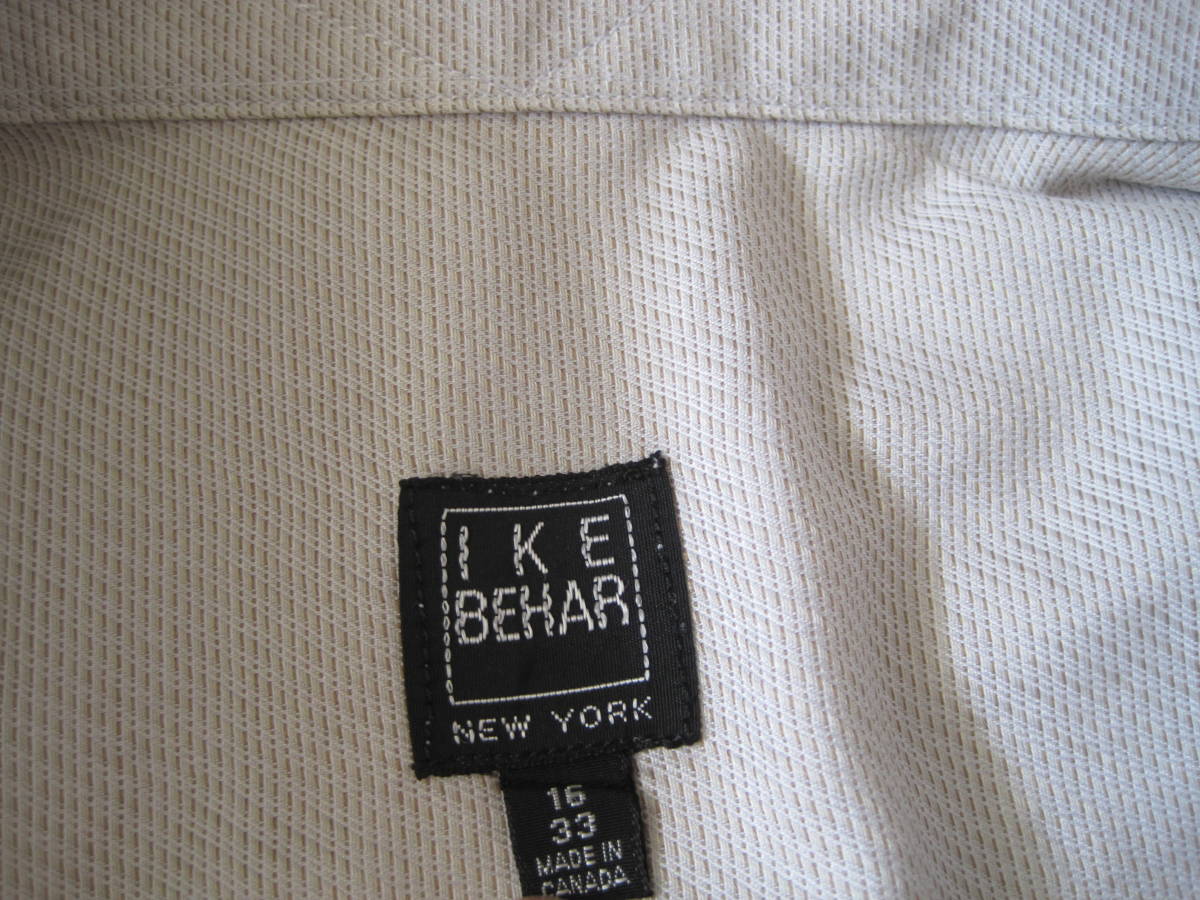 IKE
BEHAR
NEW YORK
16
33
MADE IN
CANADA